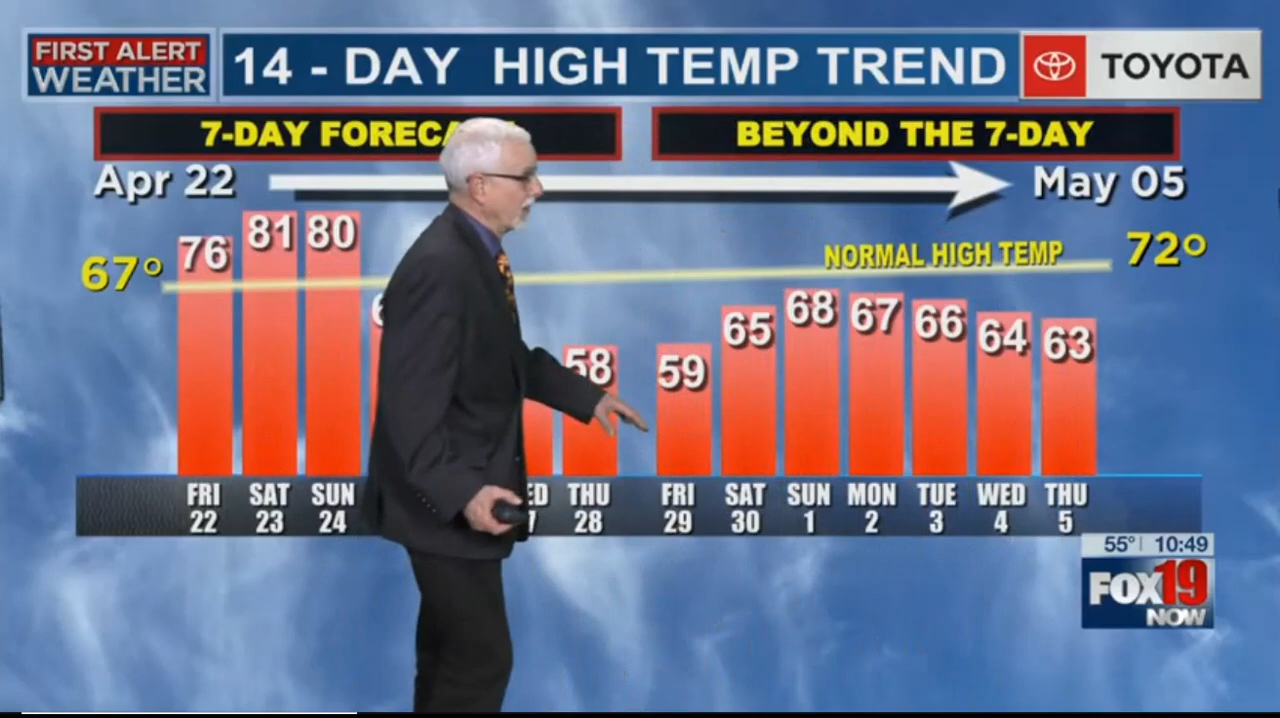 FIRST ALERT
WEATHER
14 - DAY HIGH TEMP TREND
TOYOTA
7-DAY
BEYOND THE 7-DAY
Apr 22
May 05
67°
NORMAL HIGH TEMP
72°
76 81 80 58 59 65 68 67 66 64 63
FRI SAT SUN THU FRI SAT SUN MON TUE WED THU
22 23 24 28 29 30 1 2 3 4 5
55° 10:49
FOX19
NOW